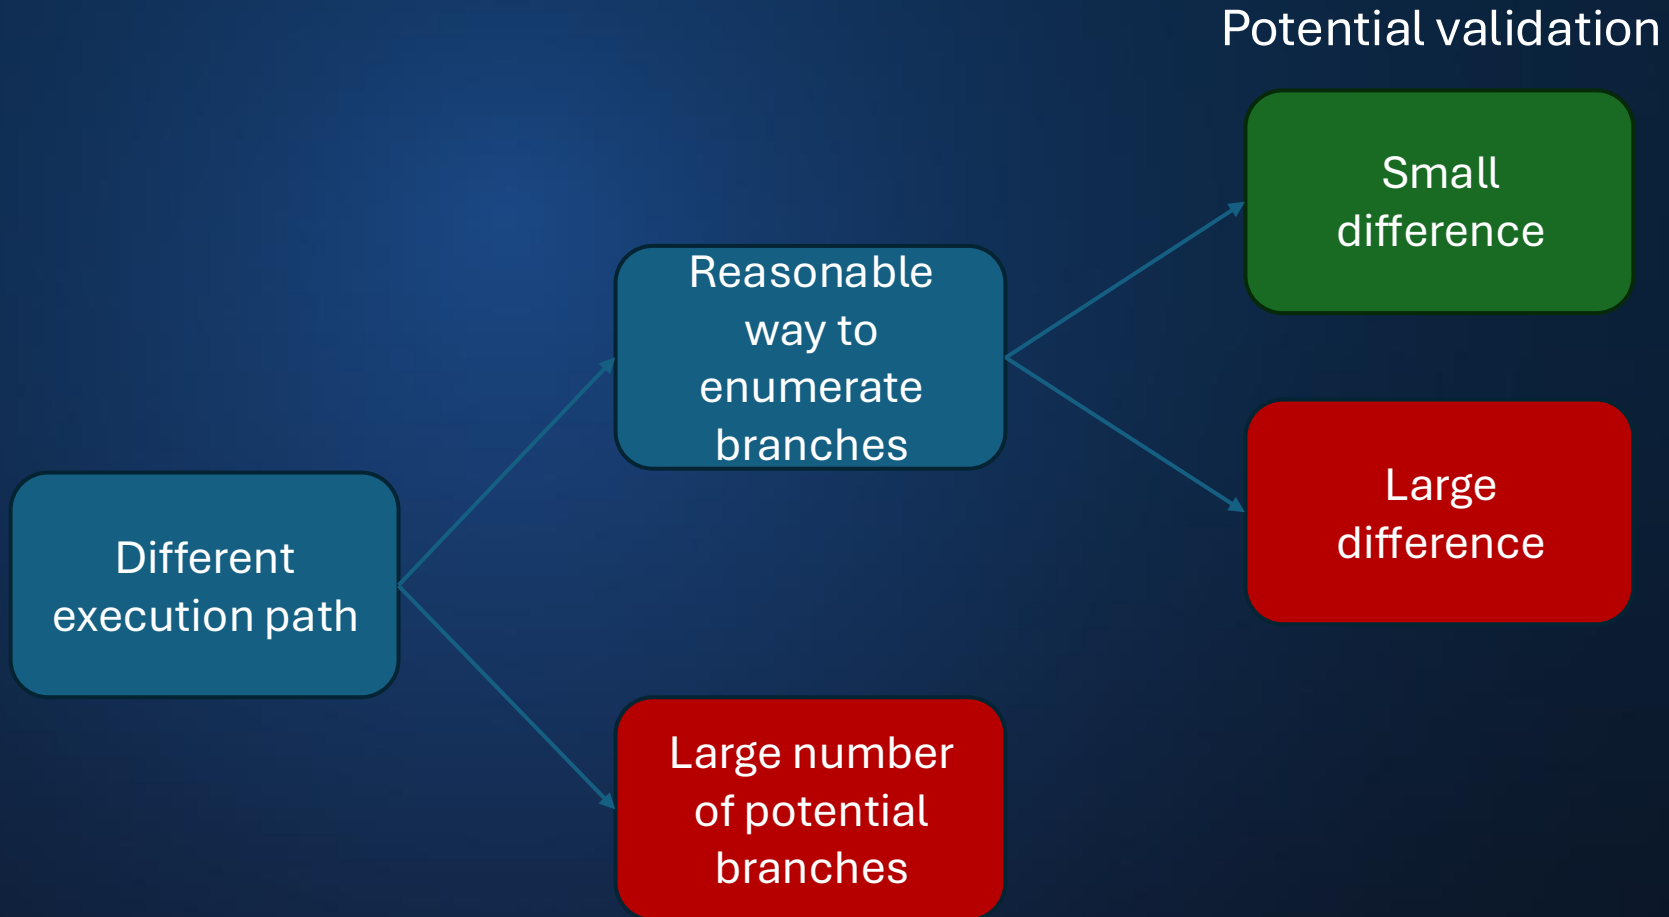 Potential validation
Small
difference
Reasonable
way to
enumerate
branches
Large
difference
Different
execution path
Large number
of potential
branches